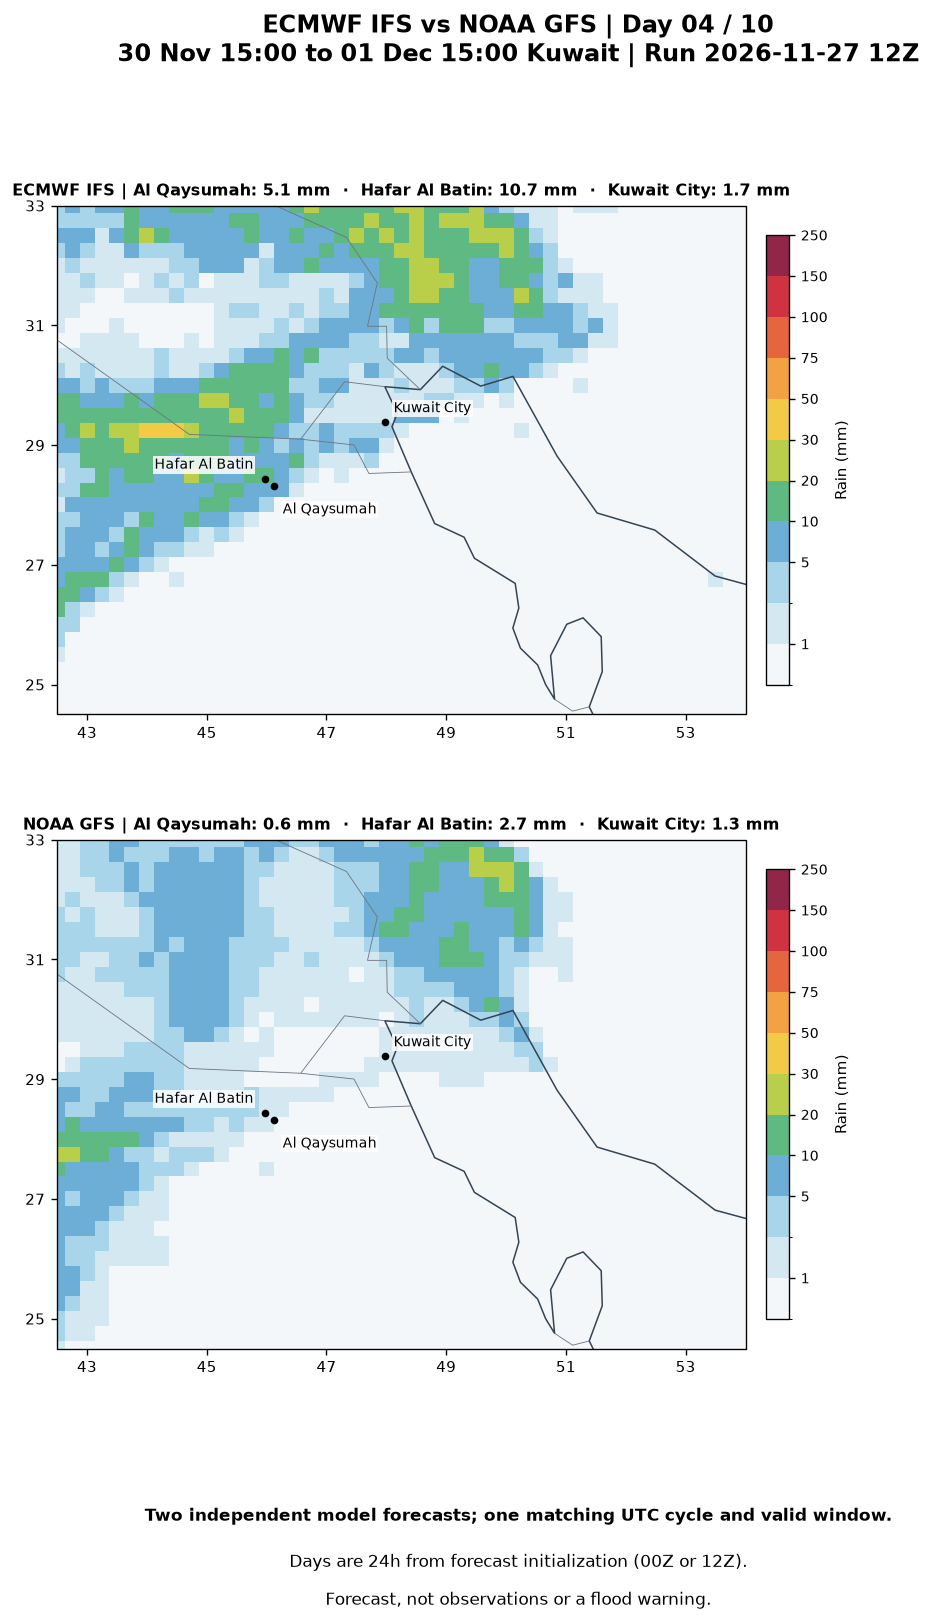 ECMWF IFS vs NOAA GFS | Day 04 / 10
30 Nov 15:00 to 01 Dec 15:00 Kuwait | Run 2026-11-27 12Z
ECMWF IFS | Al Qaysumah: 5.1 mm · Hafar Al Batin: 10.7 mm · Kuwait City: 1.7 mm
33
31
29
27
25
43
45
47
49
51
53
Kuwait City
Hafar Al Batin
Al Qaysumah
250
150
100
75
50
30
20
10
5
1
Rain (mm)
NOAA GFS | Al Qaysumah: 0.6 mm · Hafar Al Batin: 2.7 mm · Kuwait City: 1.3 mm
33
31
29
27
25
43
45
47
49
51
53
Kuwait City
Hafar Al Batin
Al Qaysumah
250
150
100
75
50
30
20
10
5
1
Rain (mm)
Two independent model forecasts; one matching UTC cycle and valid window.
Days are 24h from forecast initialization (00Z or 12Z).
Forecast, not observations or a flood warning.